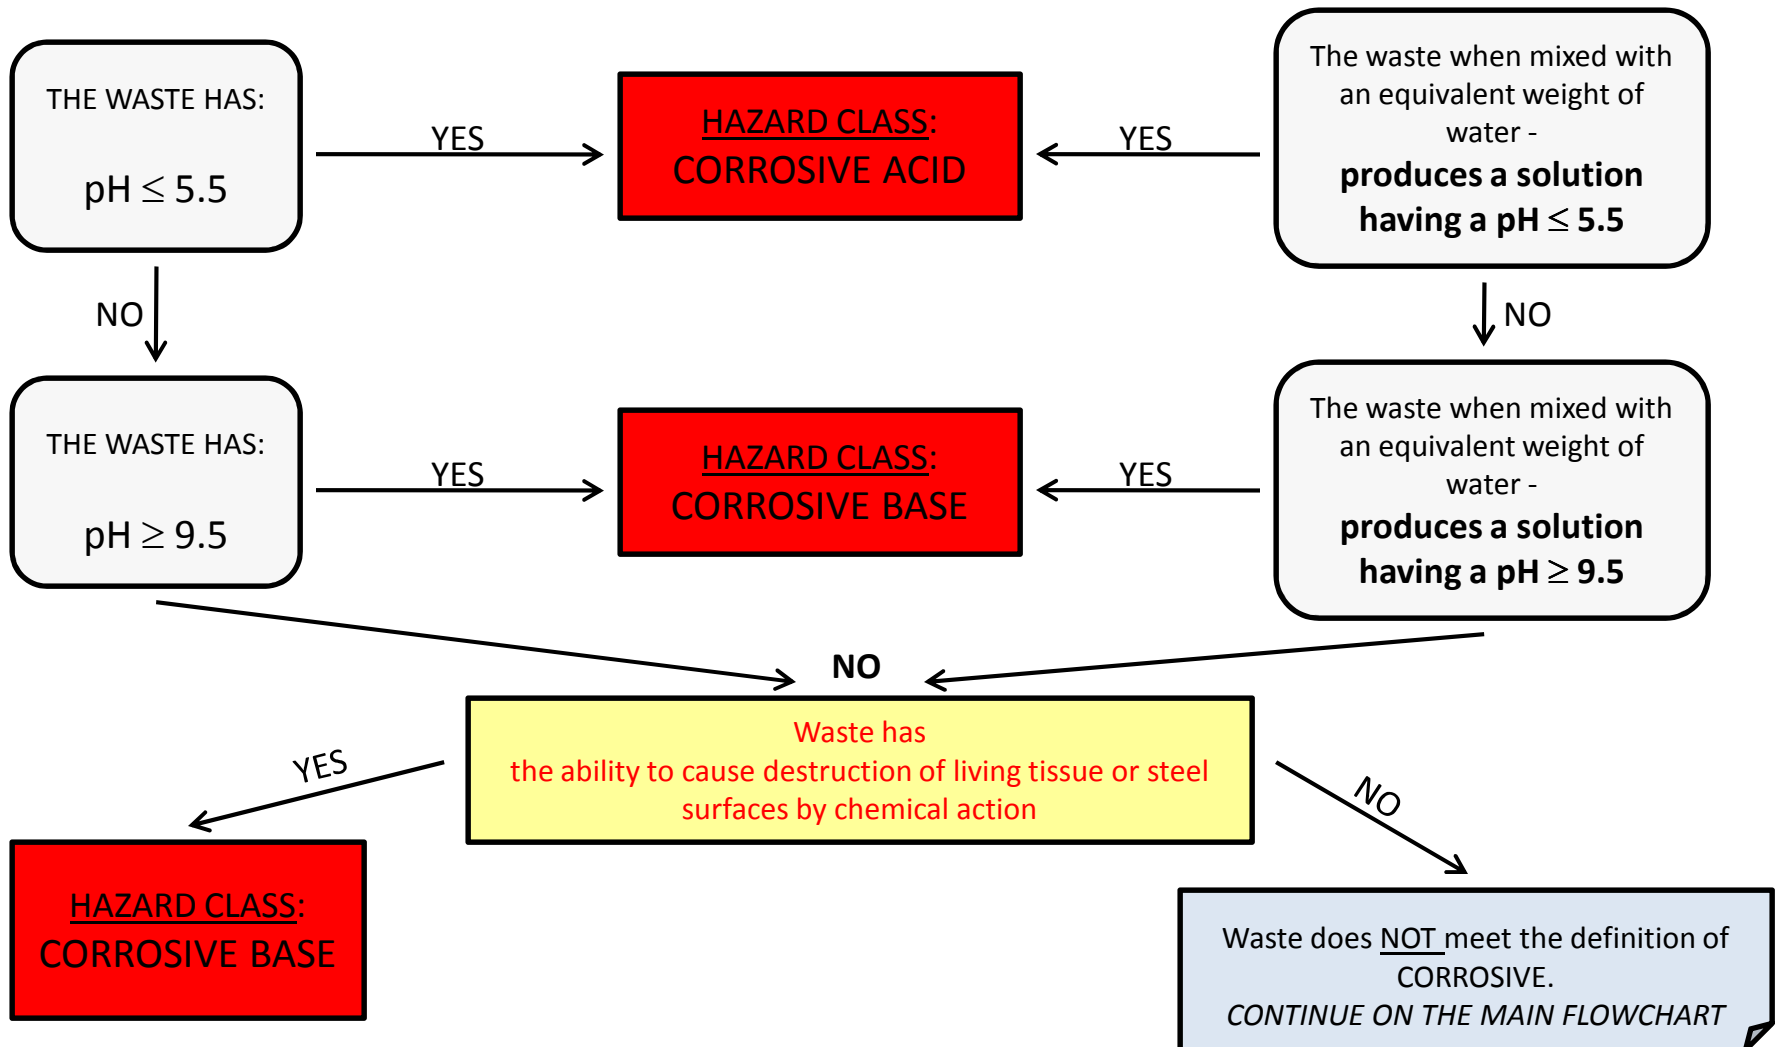 THE WASTE HAS:
pH ≤ 5.5
YES
HAZARD CLASS:
CORROSIVE ACID
YES
The waste when mixed with
an equivalent weight of
water -
produces a solution
having a pH ≤ 5.5
NO
NO
THE WASTE HAS:
pH ≥ 9.5
YES
HAZARD CLASS:
CORROSIVE BASE
YES
The waste when mixed with
an equivalent weight of
water -
produces a solution
having a pH ≥ 9.5
NO
Waste has
the ability to cause destruction of living tissue or steel
surfaces by chemical action
YES
NO
HAZARD CLASS:
CORROSIVE BASE
Waste does NOT meet the definition of
CORROSIVE.
CONTINUE ON THE MAIN FLOWCHART